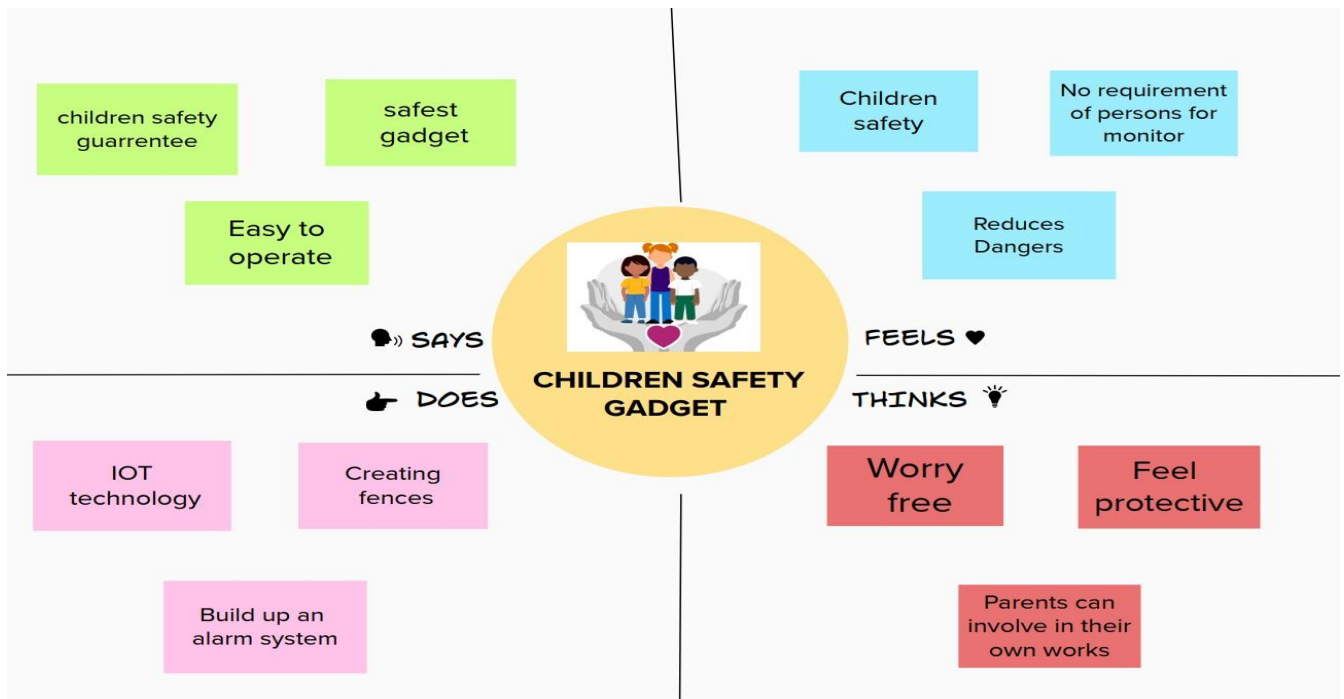 children safety
guarrentee
safest
gadget
Easy to
operate
SAYS
Children
safety
No requirement
of persons for
monitor
Reduces
Dangers
FEELS
CHILDREN SAFETY
GADGET
DOES
IOT
technology
Creating
fences
Build up an
alarm system
THINKS
Worry
free
Feel
protective
Parents can
involve in their
own works